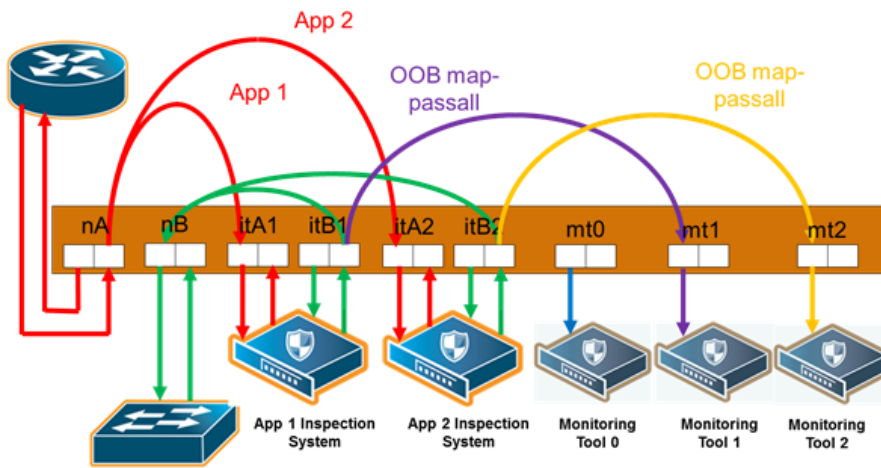 App 2
App 1
OOB map-
passall
OOB map-
passall
nA
nB
itA1
itB1
itA2
itB2
mt0
mt1
mt2
App 1 Inspection
System
App 2 Inspection
System
Monitoring
Tool 0
Monitoring
Tool 1
Monitoring
Tool 2